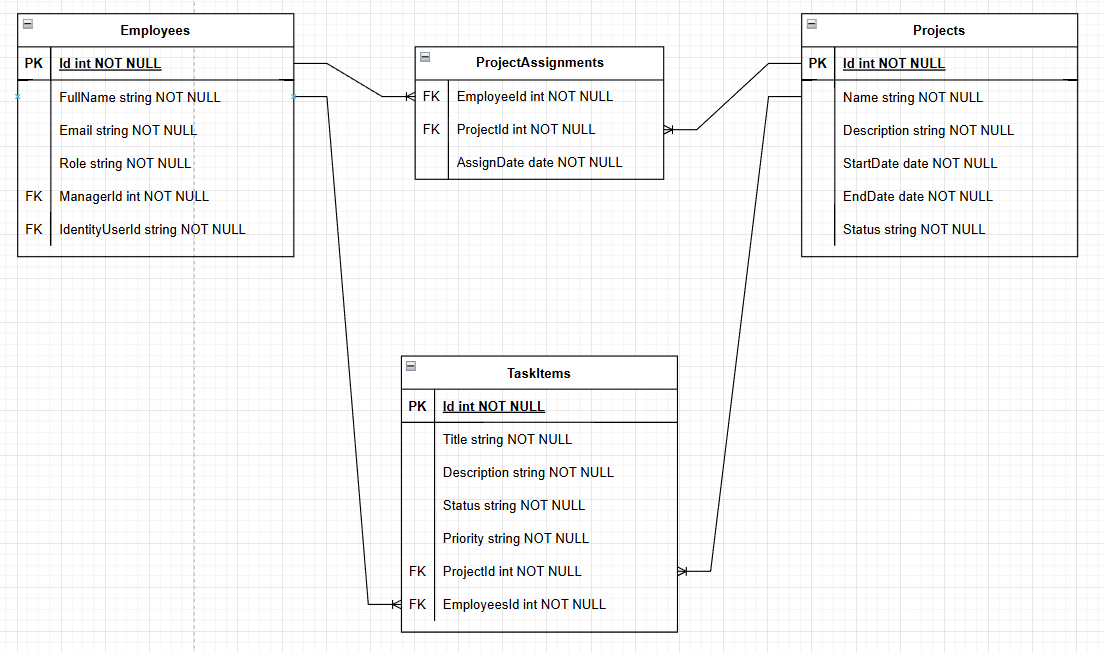 Employees
PK Id int NOT NULL
FullName string NOT NULL
Email string NOT NULL
Role string NOT NULL
FK ManagerId int NOT NULL
FK IdentityUserId string NOT NULL
ProjectAssignments
FK EmployeeId int NOT NULL
FK ProjectId int NOT NULL
AssignDate date NOT NULL
Projects
PK Id int NOT NULL
Name string NOT NULL
Description string NOT NULL
StartDate date NOT NULL
EndDate date NOT NULL
Status string NOT NULL
TaskItems
PK Id int NOT NULL
Title string NOT NULL
Description string NOT NULL
Status string NOT NULL
Priority string NOT NULL
FK ProjectId int NOT NULL
FK EmployeesId int NOT NULL